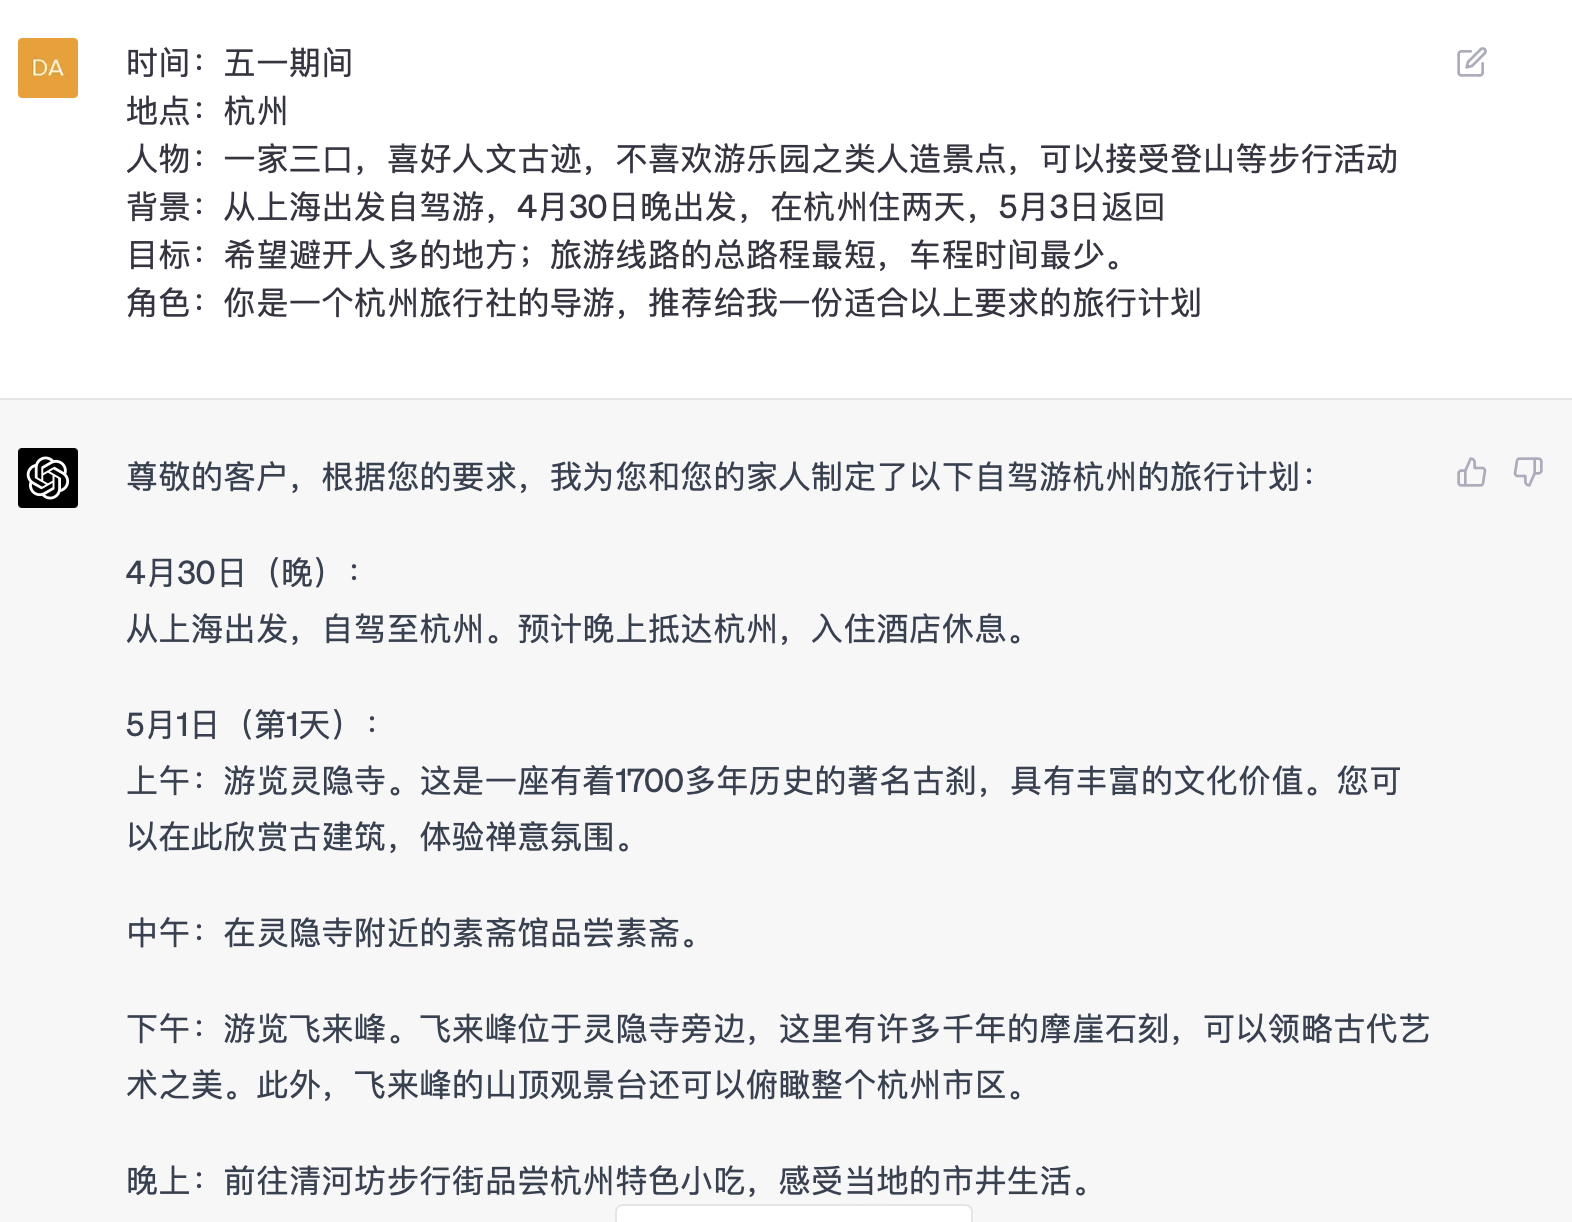 DA
时间：五一期间
地点：杭州
人物：一家三口，喜好人文古迹，不喜欢游乐园之类人造景点，可以接受登山等步行活动
背景：从上海出发自驾游，4月30日晚出发，在杭州住两天，5月3日返回
目标：希望避开人多的地方；旅游线路的总路程最短，车程时间最少。
角色：你是一个杭州旅行社的导游，推荐给我一份适合以上要求的旅行计划
尊敬的客户，根据您的要求，我为您和您的家人制定了以下自驾游杭州的旅行计划：
4月30日（晚）：
从上海出发，自驾至杭州。预计晚上抵达杭州，入住酒店休息。
5月1日（第1天）：
上午：游览灵隐寺。这是一座有着1700多年历史的著名古刹，具有丰富的文化价值。您可
以在此欣赏古建筑，体验禅意氛围。
中午：在灵隐寺附近的素斋馆品尝素斋。
下午：游览飞来峰。飞来峰位于灵隐寺旁边，这里有许多千年的摩崖石刻，可以领略古代艺
术之美。此外，飞来峰的山顶观景台还可以俯瞰整个杭州市区。
晚上：前往清河坊步行街品尝杭州特色小吃，感受当地的市井生活。